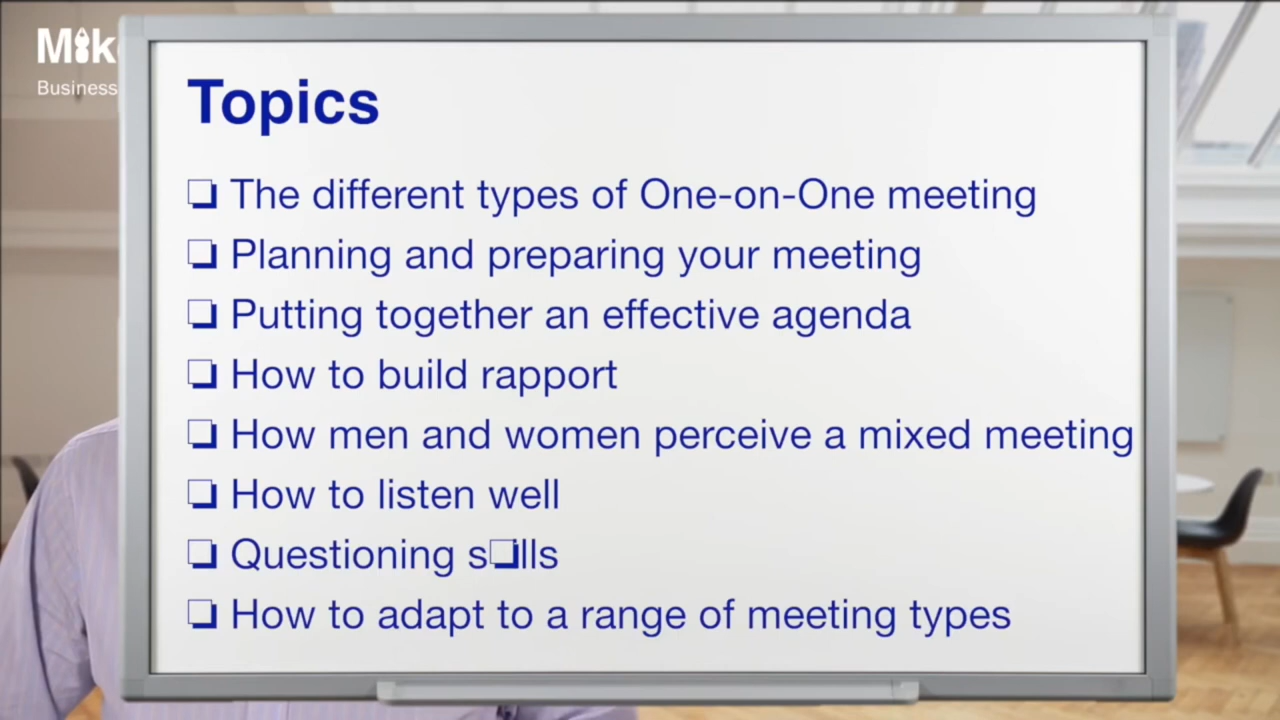 Mik
Business
Topics
❏ The different types of One-on-One meeting
❏ Planning and preparing your meeting
❏ Putting together an effective agenda
❏ How to build rapport
❏ How men and women perceive a mixed meeting
❏ How to listen well
❏ Questioning s❏lls
❏ How to adapt to a range of meeting types